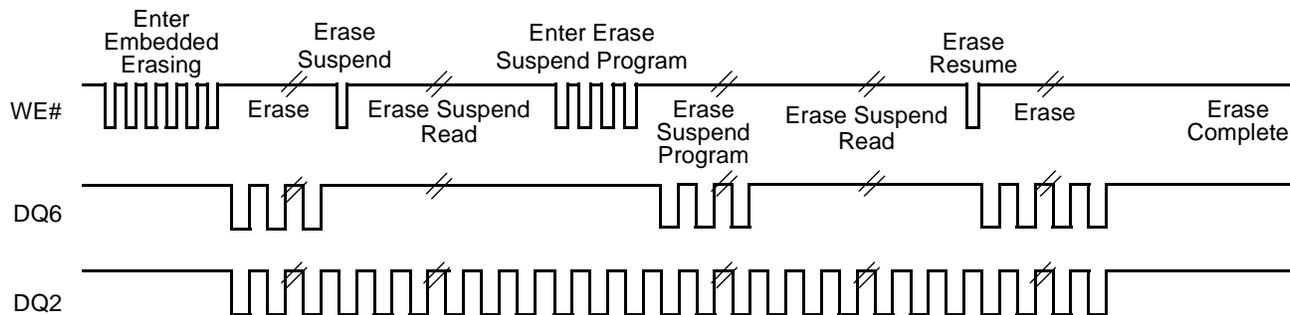 Enter
Embedded
Erasing
Erase
Suspend
Enter Erase
Suspend Program
Erase
Resume
WE#
Erase
Erase Suspend
Read
Erase
Suspend
Program
Erase Suspend
Read
Erase
Erase
Complete
DQ6
DQ2